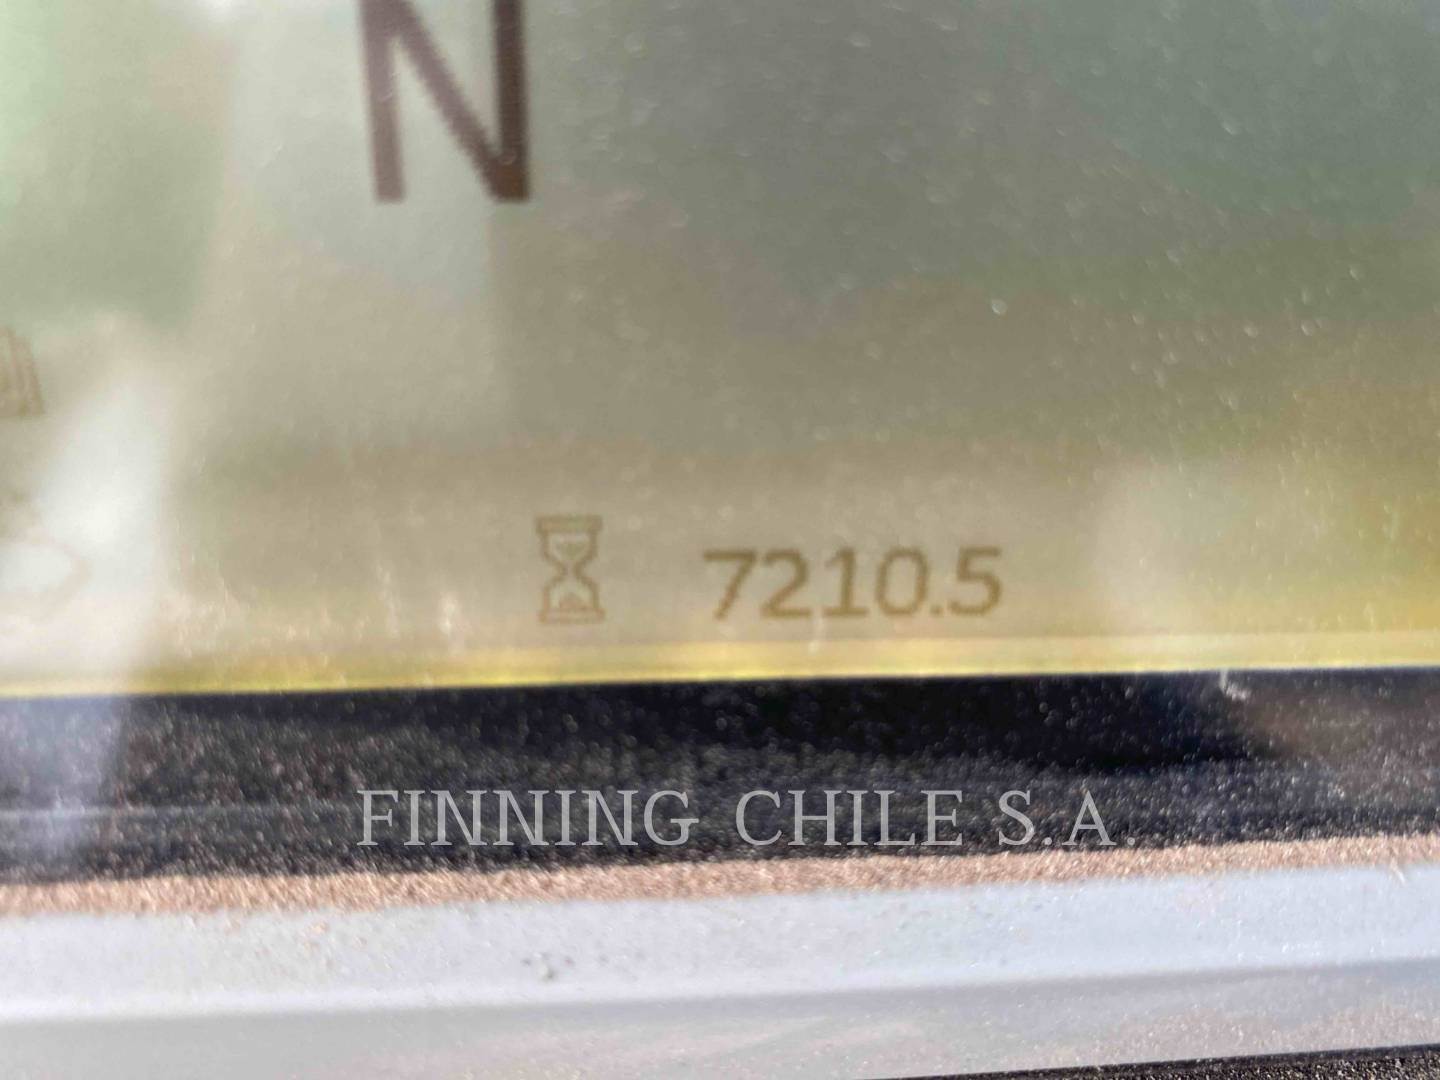 N
7210.5
FINNING CHILE S.A.